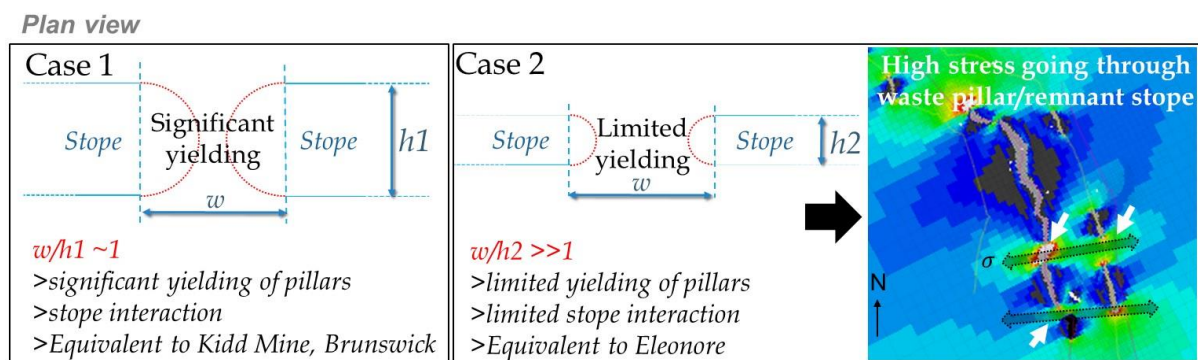 Plan view
Case 1
Stope
Significant
yielding
Stope
h1
w
w/h1 ~1
>significant yielding of pillars
>stope interaction
>Equivalent to Kidd Mine, Brunswick
Case 2
Stope
Limited
yielding
Stope
h2
w
w/h2 >>1
>limited yielding of pillars
>limited stope interaction
>Equivalent to Eleonore
High stress going through
waste pillar/remnant stope
σ
N